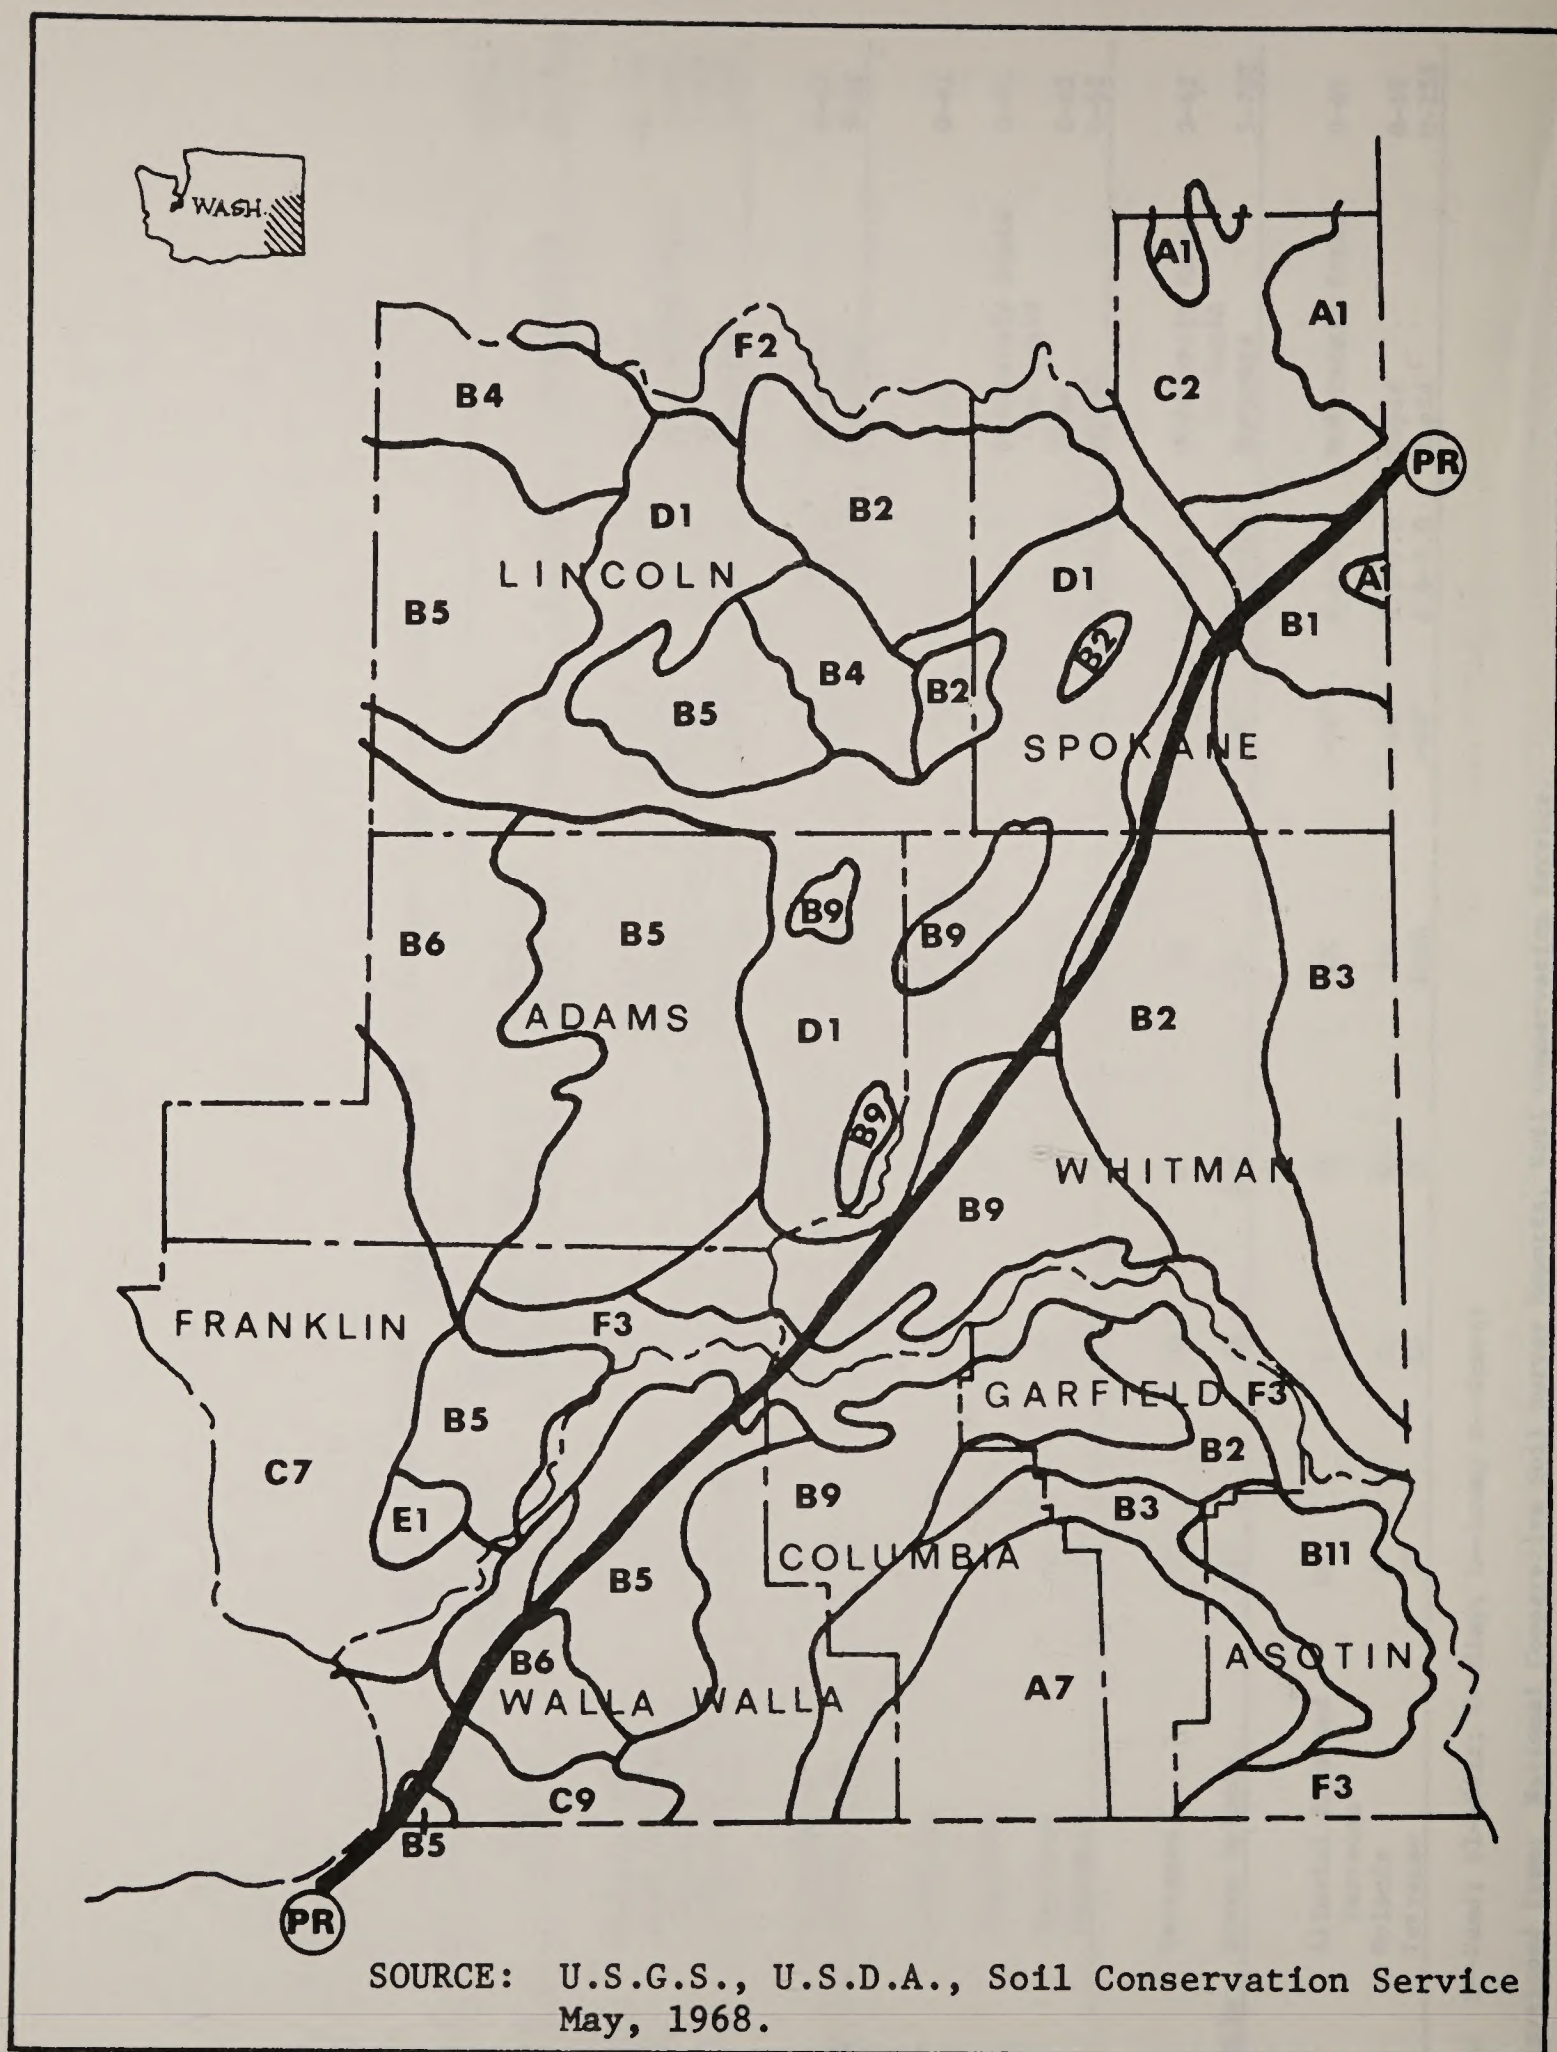 WASH.
A1
A1
F2
B4
C2
PR
D1
B2
LINCOLN
D1
A1
B5
B1
B2
B4
B2
B5
SPOKANE
B9
B6
B5
B9
B3
ADAMS
D1
B2
B9
WHITMAN
B9
FRANKLIN
F3
GARFIELD
F3
B5
B2
C7
B9
E1
B3
COLUMBIA
B11
B5
B6
ASOTIN
A7
WALLA WALLA
C9
F3
B5
PR
SOURCE: U.S.G.S., U.S.D.A., Soil Conservation Service
May, 1968.